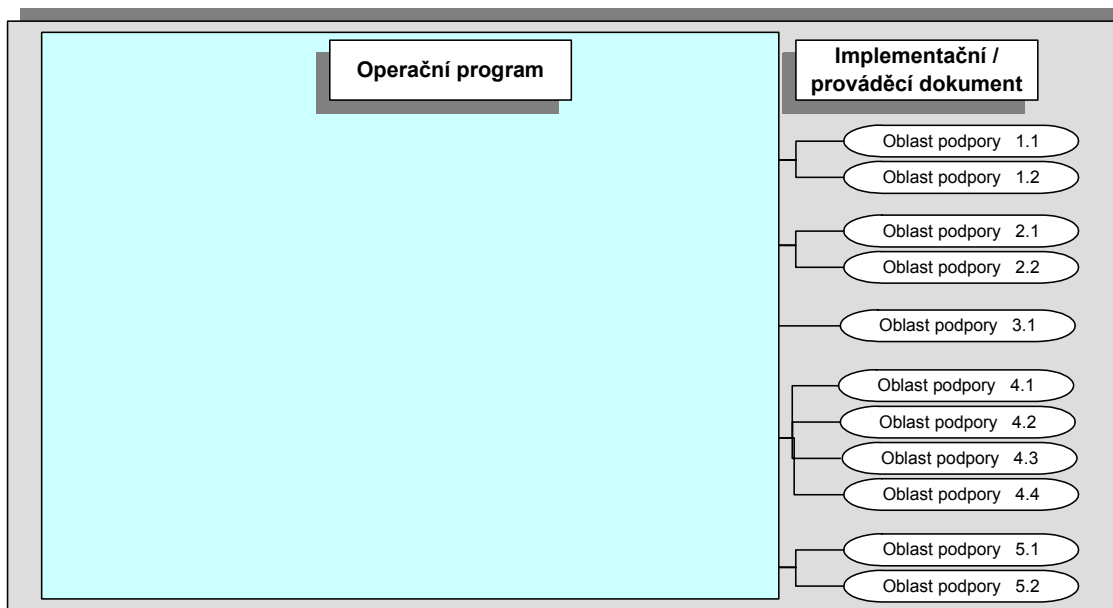 Operační program
Implementační /
prováděcí dokument
Oblast podpory 1.1
Oblast podpory 1.2
Oblast podpory 2.1
Oblast podpory 2.2
Oblast podpory 3.1
Oblast podpory 4.1
Oblast podpory 4.2
Oblast podpory 4.3
Oblast podpory 4.4
Oblast podpory 5.1
Oblast podpory 5.2